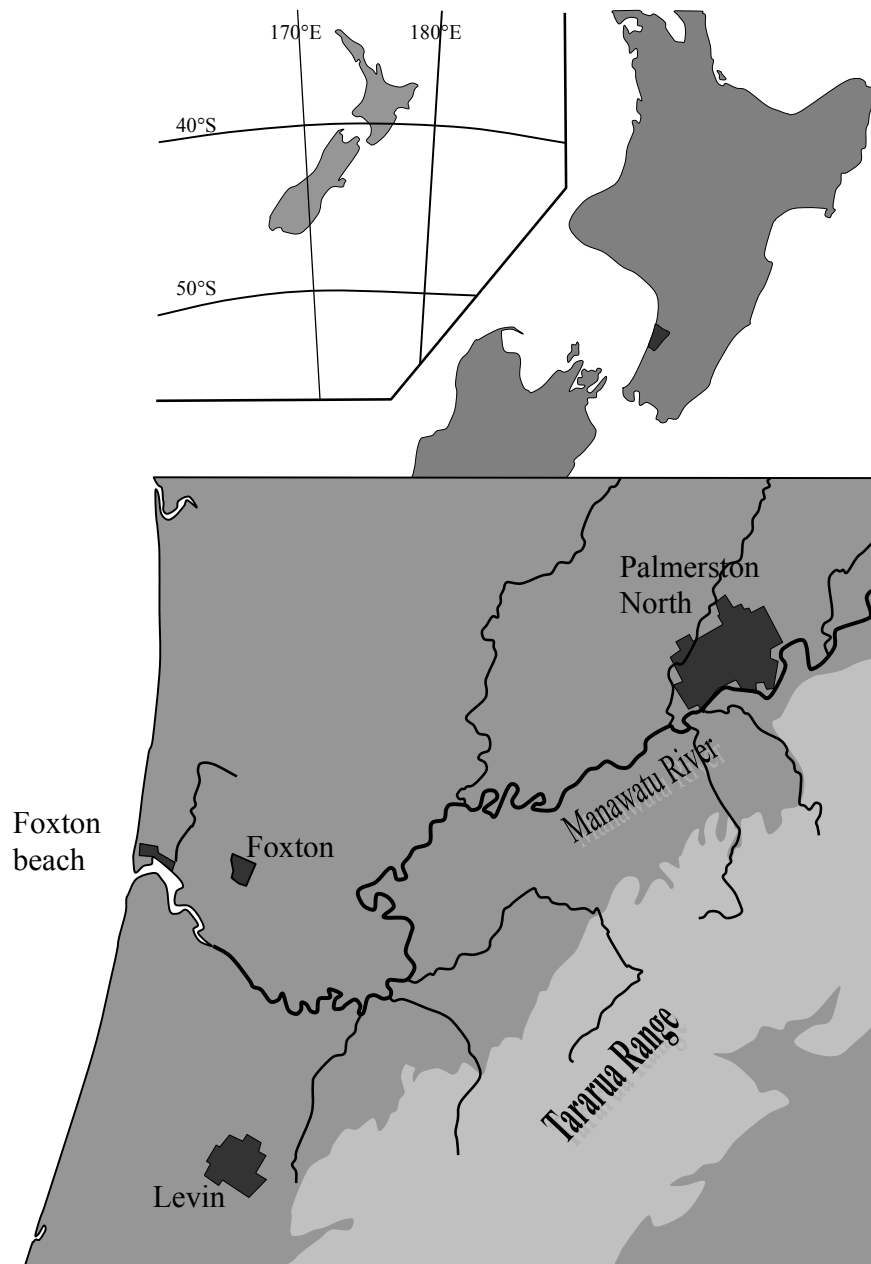 170°E
180°E
40°S
50°S
Palmerston
North
Manawatu River
Foxton
beach
Foxton
Tararua Range
Levin